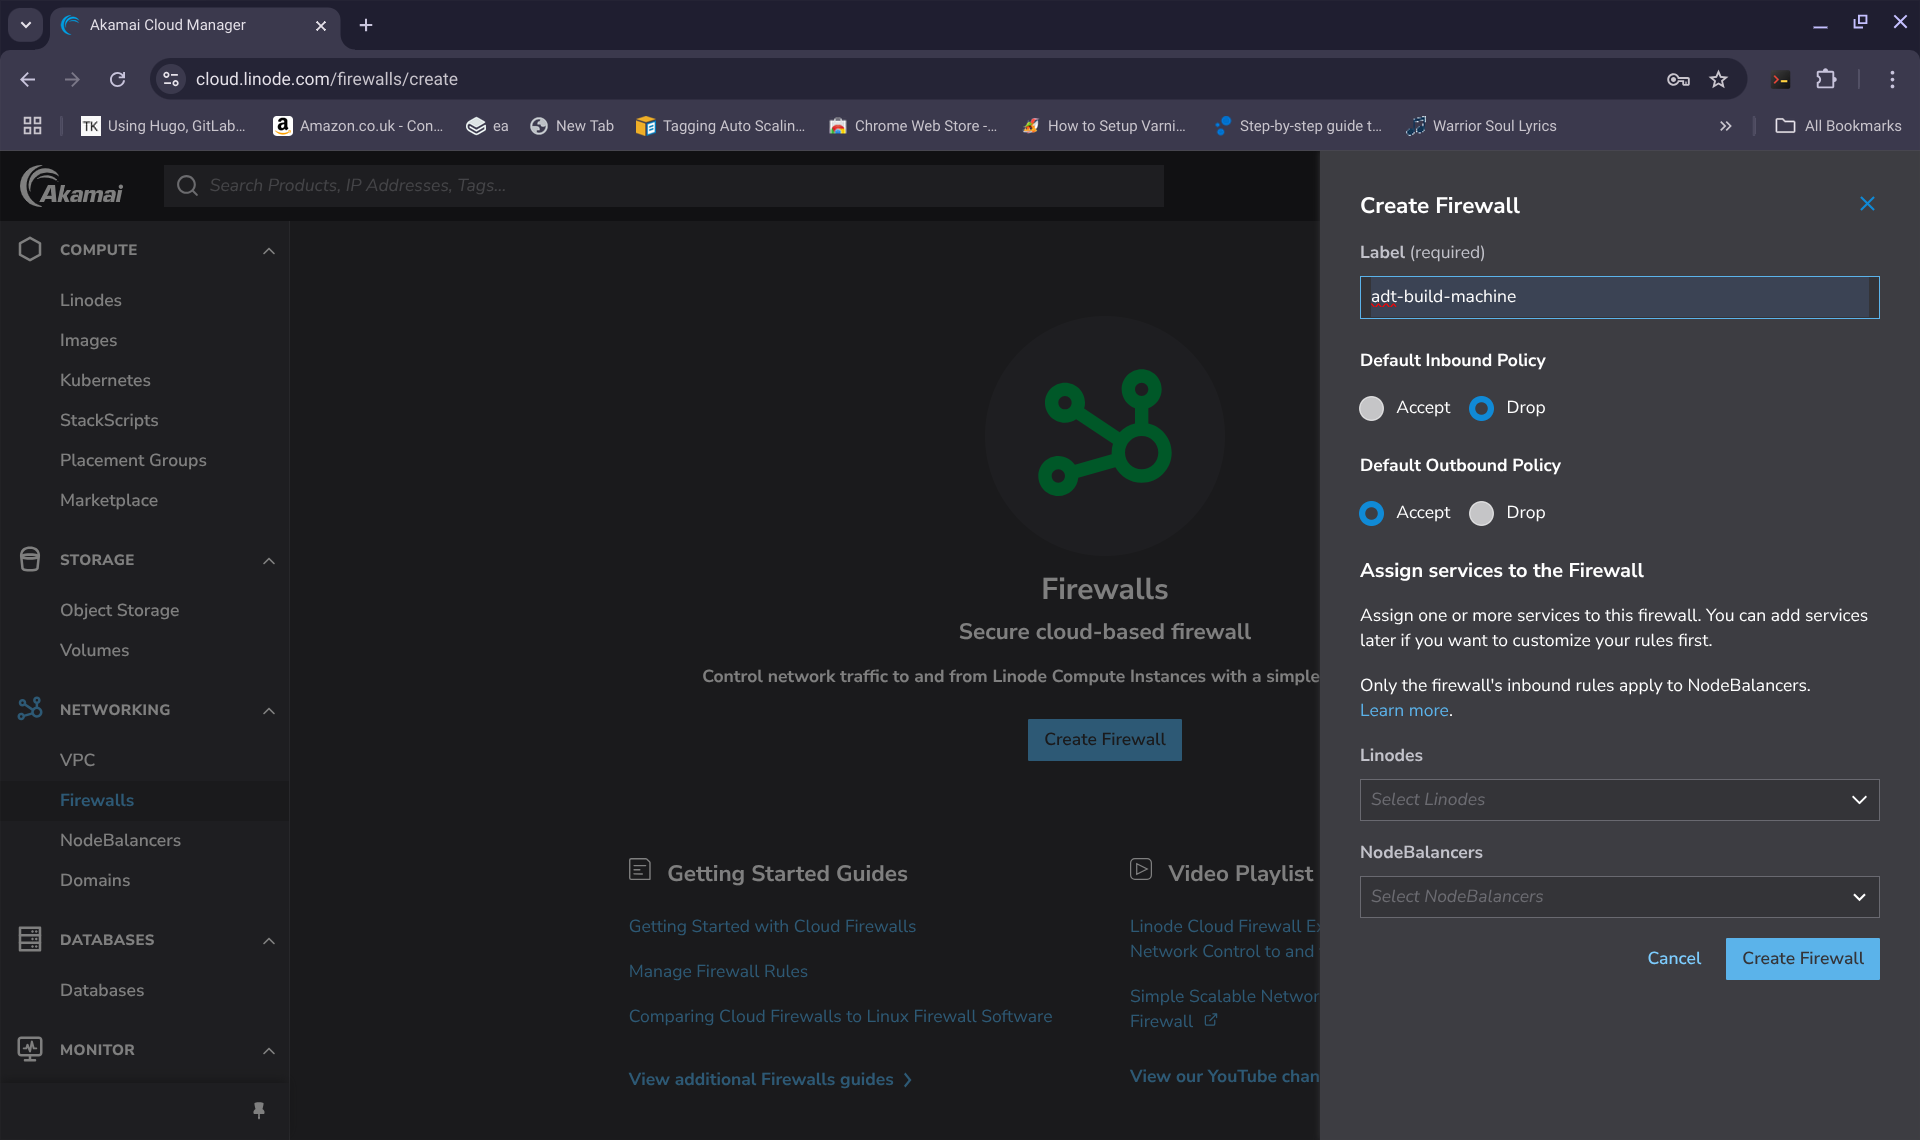 Akamai Cloud Manager
cloud.linode.com/firewalls/create
TK Using Hugo, GitLab...
a Amazon.co.uk - Con...
ea
New Tab
Tagging Auto Scalin...
Chrome Web Store -...
How to Setup Varni...
Step-by-step guide t...
Warrior Soul Lyrics
All Bookmarks
Akamai
Search Products, IP Addresses, Tags...
COMPUTE
Linodes
Images
Kubernetes
StackScripts
Placement Groups
Marketplace
STORAGE
Object Storage
Volumes
NETWORKING
VPC
Firewalls
NodeBalancers
Domains
DATABASES
Databases
MONITOR
Firewalls
Secure cloud-based firewall
Control network traffic to and from Linode Compute Instances with a simple
Create Firewall
Getting Started Guides
Getting Started with Cloud Firewalls
Manage Firewall Rules
Comparing Cloud Firewalls to Linux Firewall Software
View additional Firewalls guides
Video Playlist
Linode Cloud Firewall Ex
Network Control to and
Simple Scalable Networ
Firewall
View our YouTube chan
Create Firewall
Label (required)
adt-build-machine
Default Inbound Policy
Accept Drop
Default Outbound Policy
Accept Drop
Assign services to the Firewall
Assign one or more services to this firewall. You can add services
later if you want to customize your rules first.
Only the firewall's inbound rules apply to NodeBalancers.
Learn more.
Linodes
Select Linodes
NodeBalancers
Select NodeBalancers
Cancel
Create Firewall